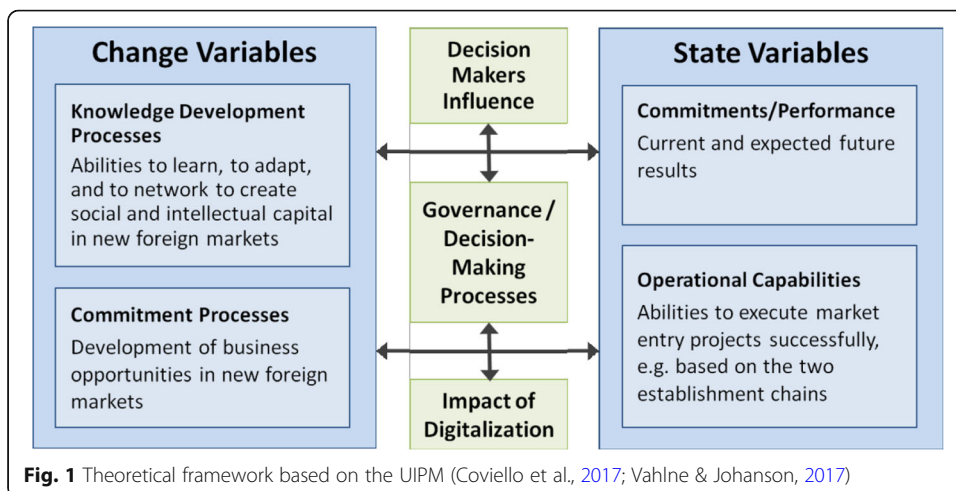 Change Variables
Knowledge Development
Processes
Abilities to learn, to adapt,
and to network to create
social and intellectual capital
in new foreign markets
Commitment Processes
Development of business
opportunities in new foreign
markets
Decision
Makers
Influence
Governance /
Decision-
Making
Processes
Impact of
Digitalization
State Variables
Commitments/Performance
Current and expected future
results
Operational Capabilities
Abilities to execute market
entry projects successfully,
e.g. based on the two
establishment chains
Fig. 1 Theoretical framework based on the UIPM (Coviello et al., 2017; Vahlne & Johanson, 2017)